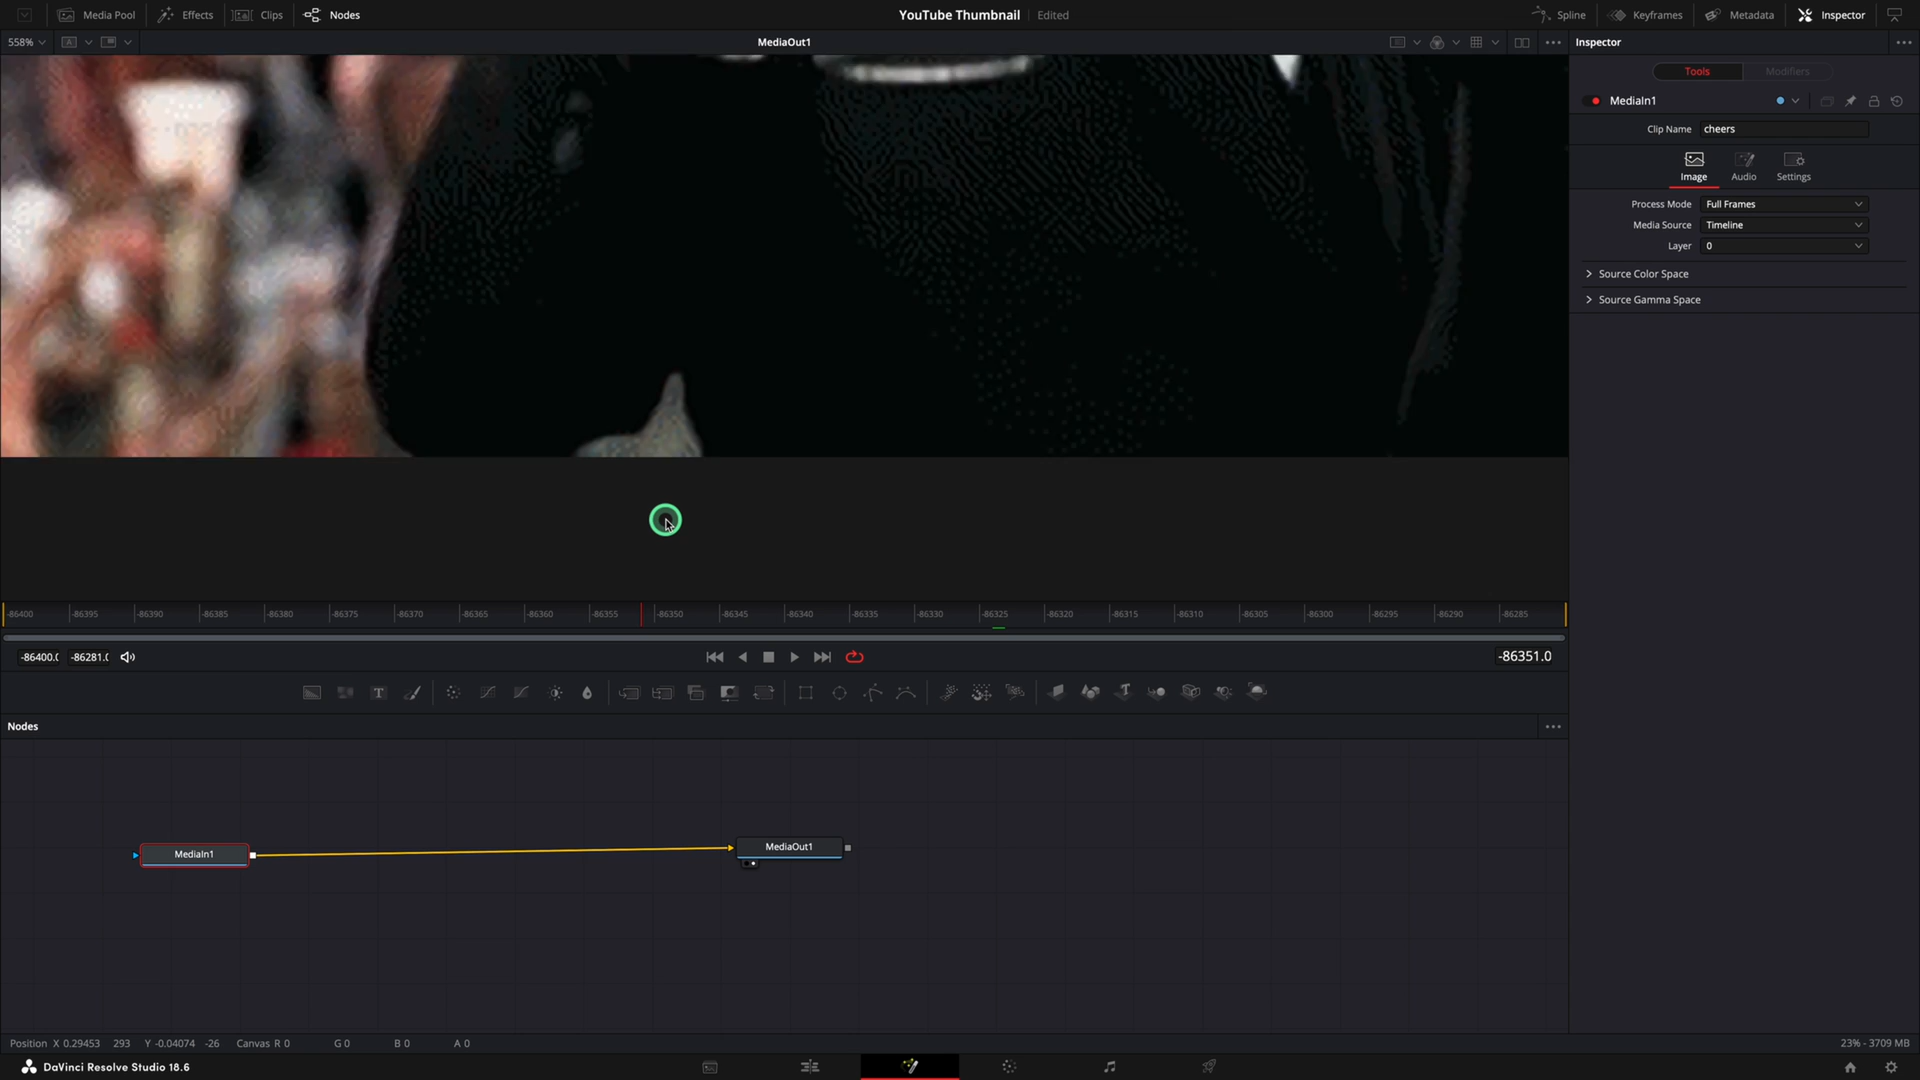 Media Pool Effects Clips Nodes YouTube Thumbnail Edited Spline Keyframes Metadata Inspector
558% MediaOut1 Inspector
Tools Modifiers
MediaIn1
Clip Name cheers
Image Audio Settings
Process Mode Full Frames
Media Source Timeline
Layer 0
Source Color Space
Source Gamma Space
-86400 -86395 -86390 -86385 -86380 -86375 -86370 -86365 -86360 -86355 -86350 -86345 -86340 -86335 -86330 -86325 -86320 -86315 -86310 -86305 -86300 -86295 -86290 -86285
-86400.0 -86281.0 -86351.0
Nodes
MediaIn1 MediaOut1
Position X 0.29453 293 Y -0.04074 -26 Canvas R 0 G 0 B 0 A 0 23% - 3709 MB
DaVinci Resolve Studio 18.6